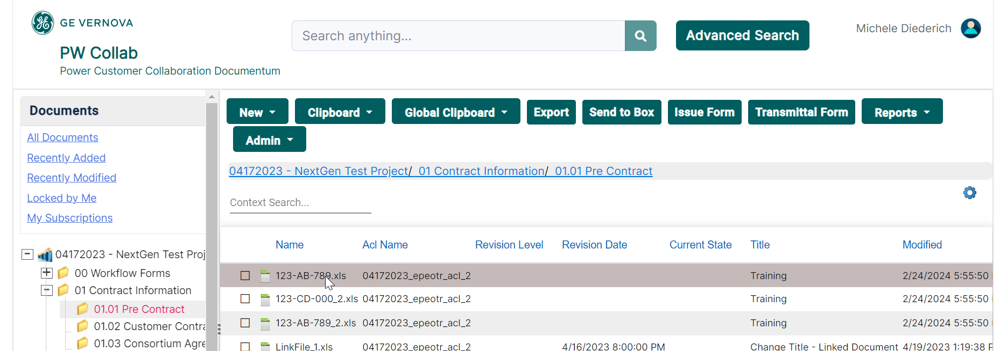 GE VERNOVA
PW Collab
Power Customer Collaboration Documentum
Search anything...
Advanced Search
Michele Diederich
Documents
All Documents
Recently Added
Recently Modified
Locked by Me
My Subscriptions
04172023 - NextGen Test Proj
00 Workflow Forms
01 Contract Information
01.01 Pre Contract
01.02 Customer Contra
01.03 Consortium Agre
New Clipboard Global Clipboard Export Send to Box Issue Form Transmittal Form Reports
Admin
04172023 - NextGen Test Project/ 01 Contract Information/ 01.01 Pre Contract
Context Search...
Name Acl Name Revision Level Revision Date Current State Title Modified
123-AB-789.xls 04172023_epeotr_acl_2 Training 2/24/2024 5:55:50
123-CD-000_2.xls 04172023_epeotr_acl_2 Training 2/24/2024 5:55:50
123-AB-789_2.xls 04172023_epeotr_acl_2 Training 2/24/2024 5:55:50
LinkFile_1.xls 04172023_epeotr_acl_2 4/16/2023 8:00:00 PM Change Title - Linked Document 4/19/2023 1:19:38 P